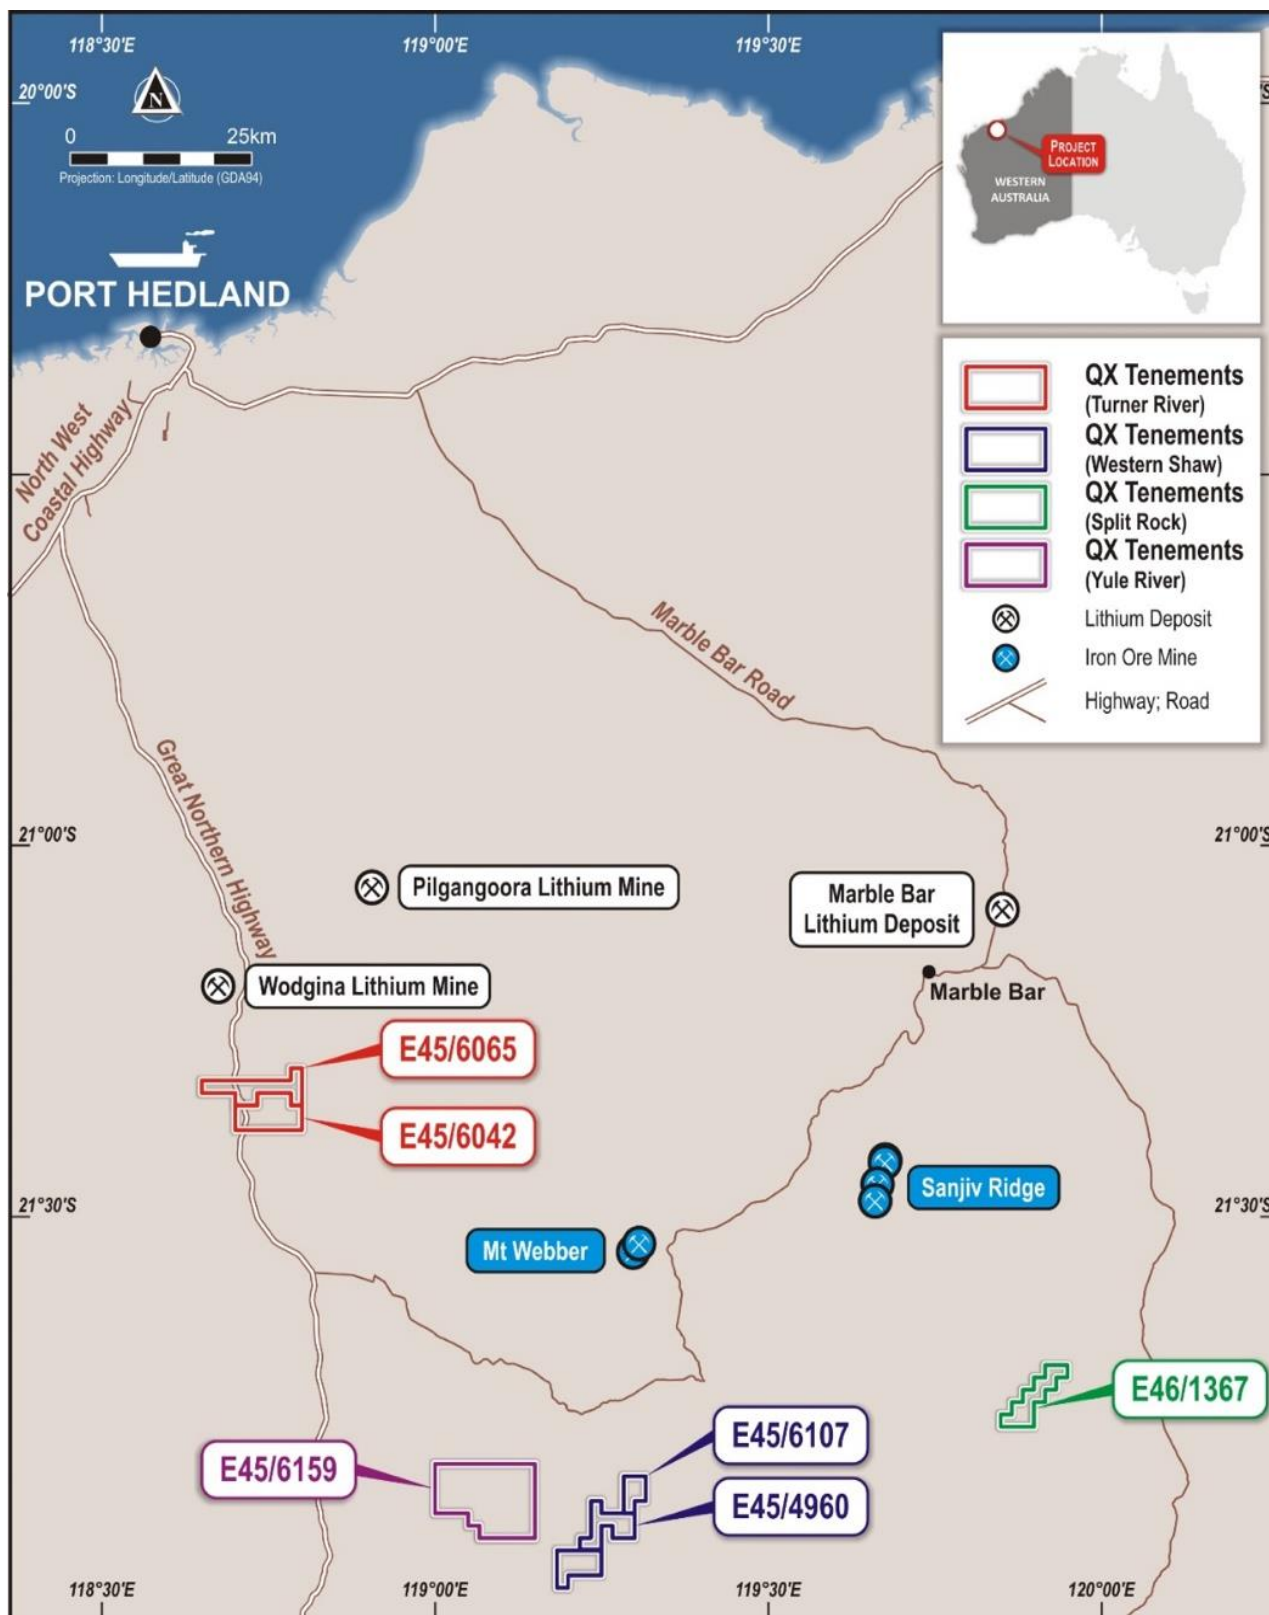 118°30'E
119°00'E
119°30'E
20°00'S
N
0
25km
Projection: Longitude/Latitude (GDA94)
PROJECT
LOCATION
WESTERN
AUSTRALIA
PORT HEDLAND
QX Tenements
(Turner River)
QX Tenements
(Western Shaw)
QX Tenements
(Split Rock)
QX Tenements
(Yule River)
Lithium Deposit
Iron Ore Mine
Highway; Road
North West
Coastal Highway
Marble Bar Road
Great Northern Highway
21°00'S
21°00'S
Pilgangoora Lithium Mine
Marble Bar
Lithium Deposit
Wodgina Lithium Mine
Marble Bar
E45/6065
E45/6042
Sanjiv Ridge
21°30'S
21°30'S
Mt Webber
E46/1367
E45/6107
E45/6159
E45/4960
118°30'E
119°00'E
119°30'E
120°00'E